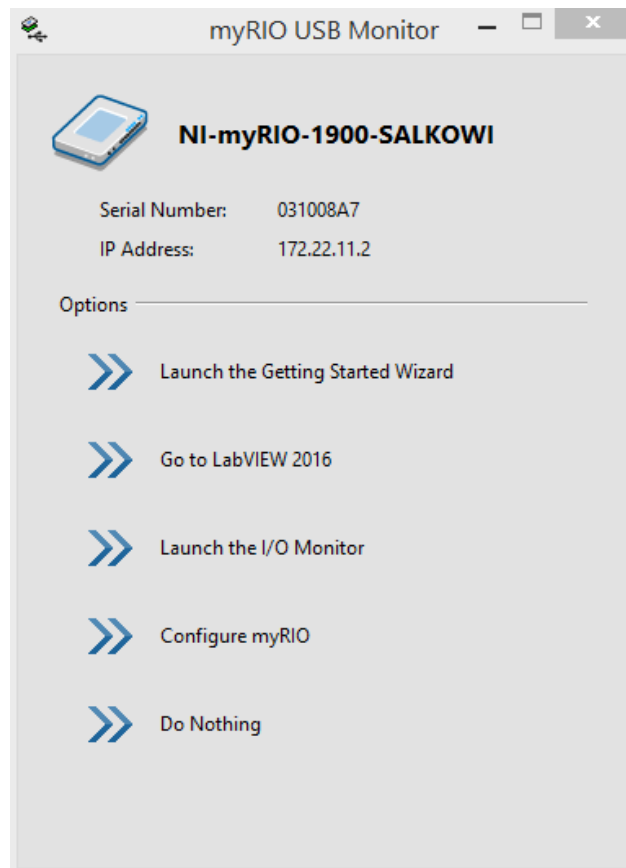 myRIO USB Monitor
NI-myRIO-1900-SALKOWI
Serial Number: 031008A7
IP Address: 172.22.11.2
Options
Launch the Getting Started Wizard
Go to LabVIEW 2016
Launch the I/O Monitor
Configure myRIO
Do Nothing